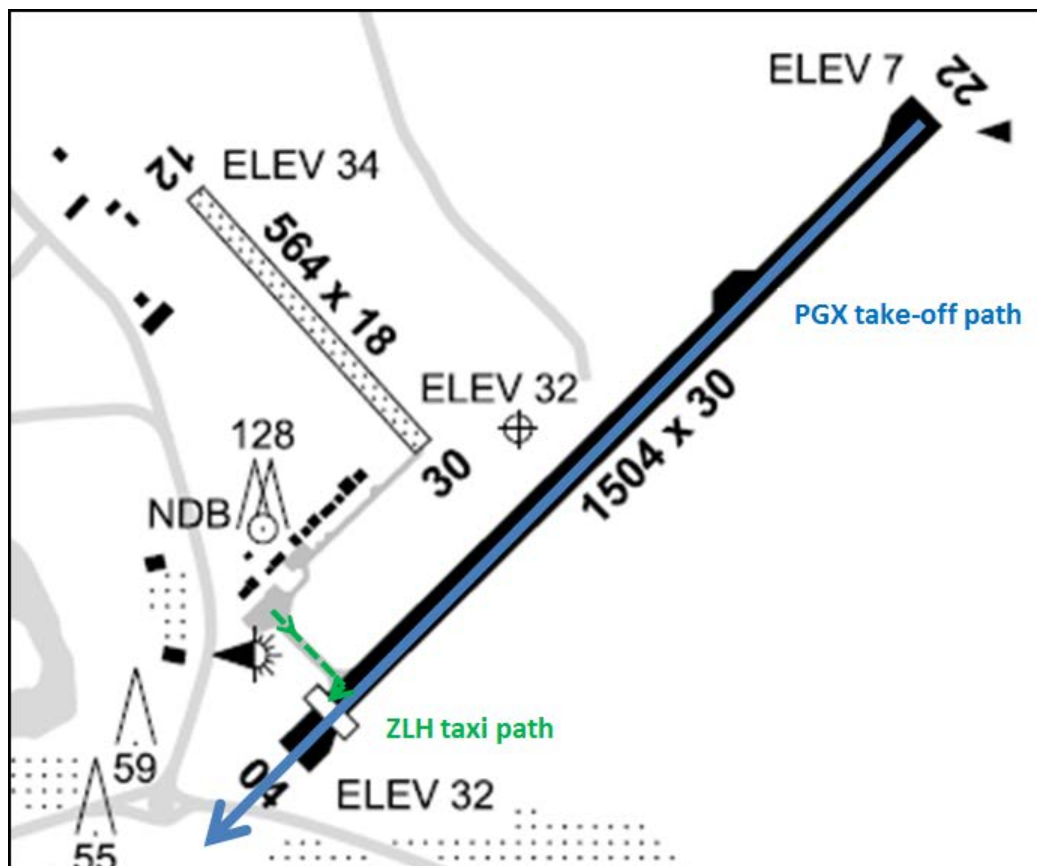 ELEV 7
22
12
ELEV 34
564 x 18
PGX take-off path
ELEV 32
1504 x 30
128
30
NDB
ZLH taxi path
59
04
ELEV 32
55